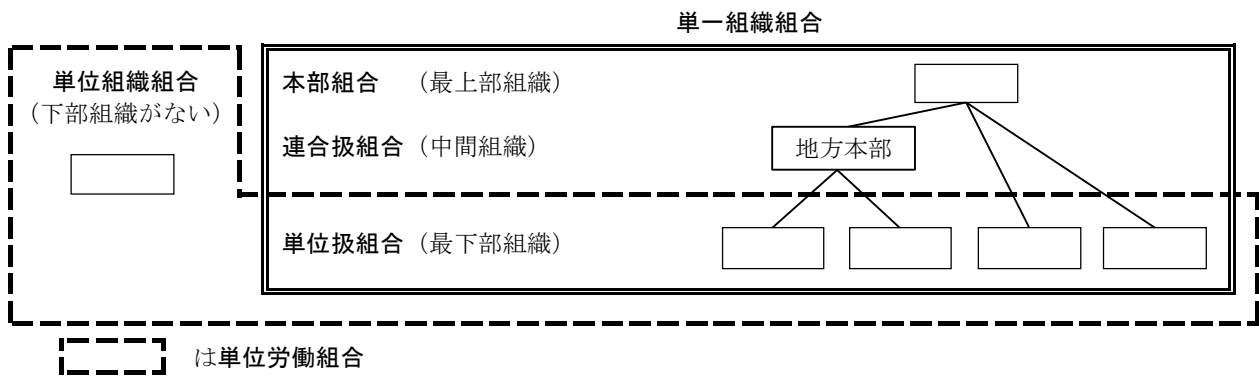 単一組織組合
単位組織組合
（下部組織がない）
本部組合 （最上部組織）
連合扱組合（中間組織）
地方本部
単位扱組合（最下部組織）
は単位労働組合